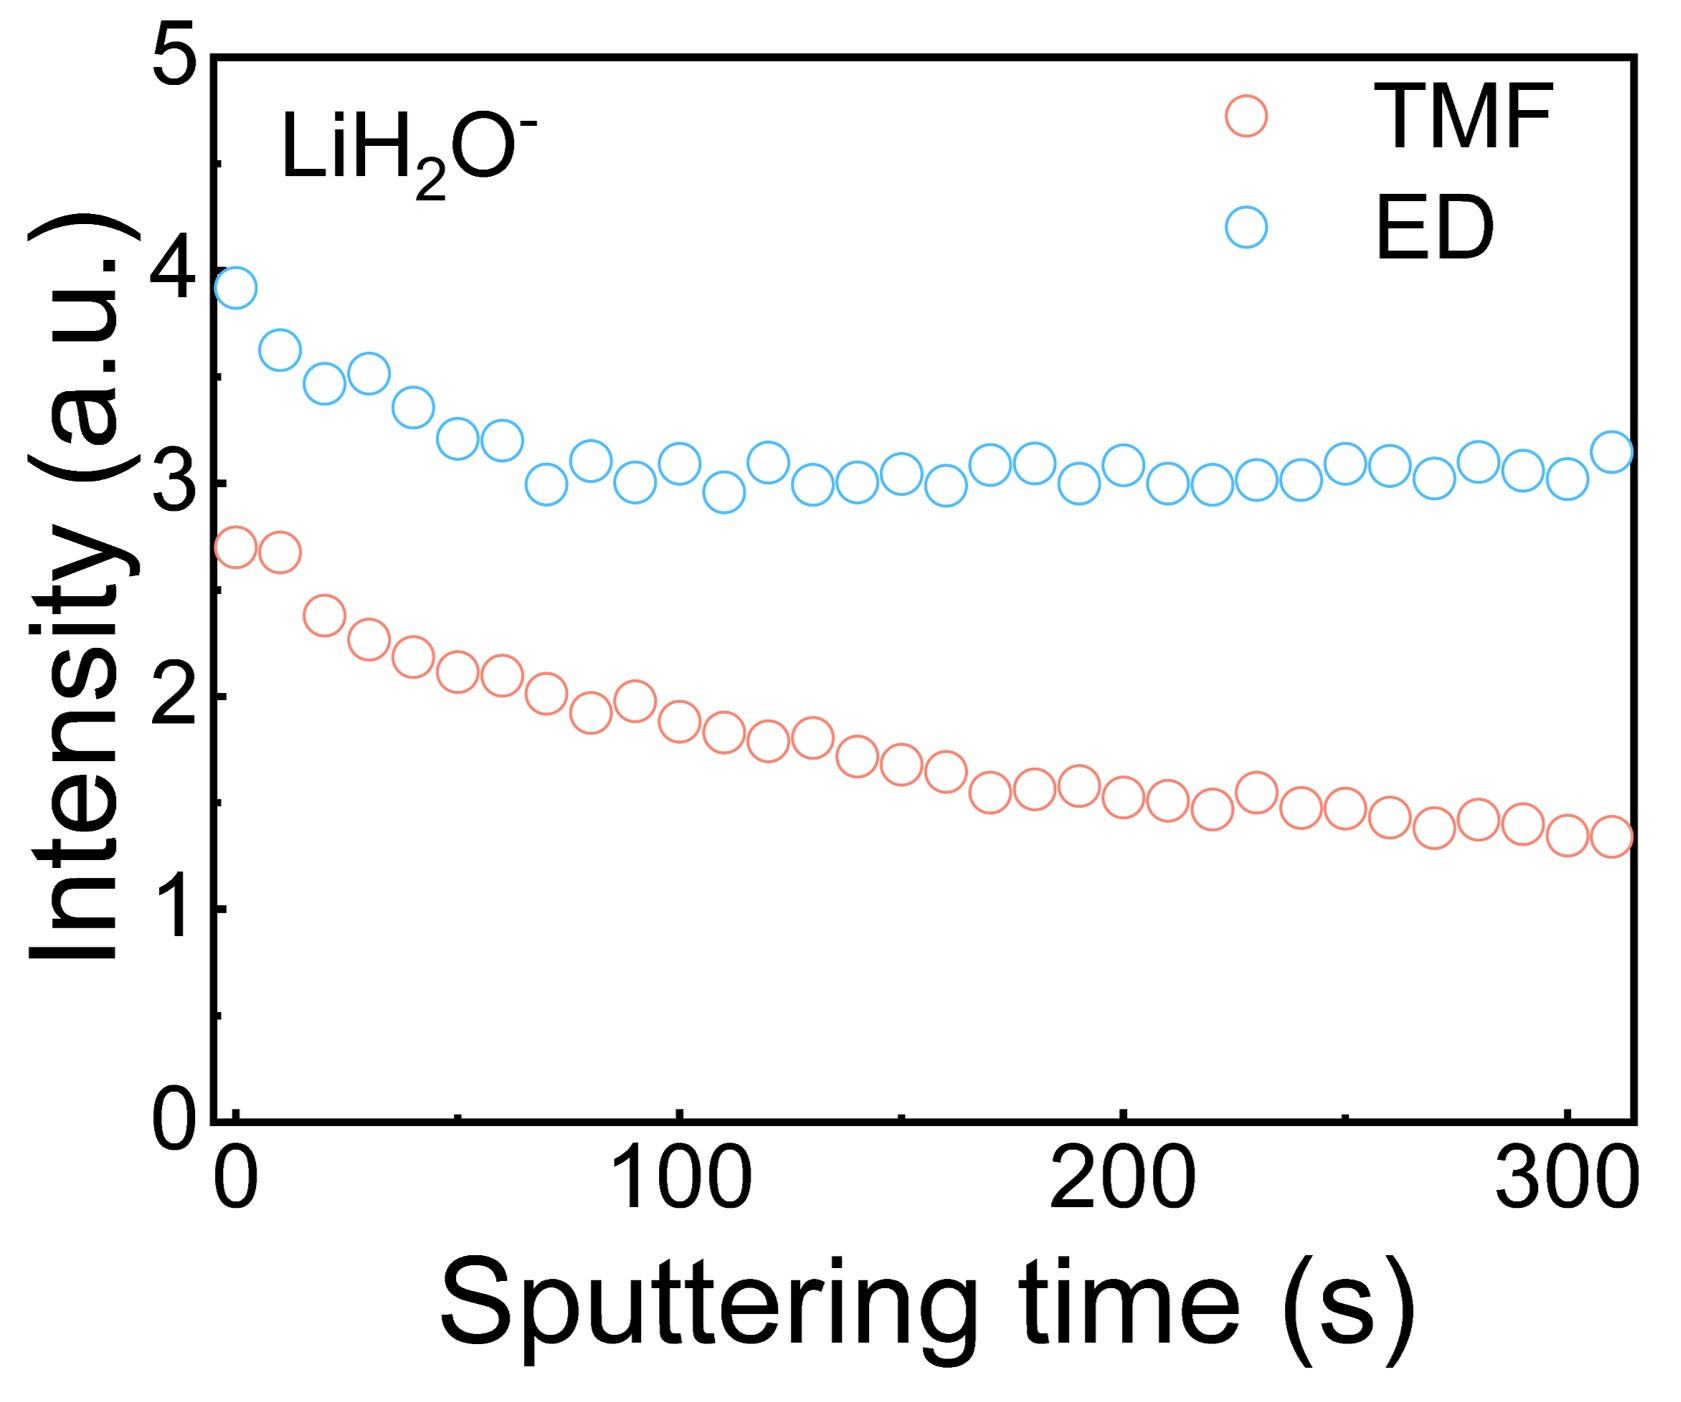 LiH₂O⁻
TMF
ED
5
4
3
2
1
0
Intensity (a.u.)
0 100 200 300
Sputtering time (s)